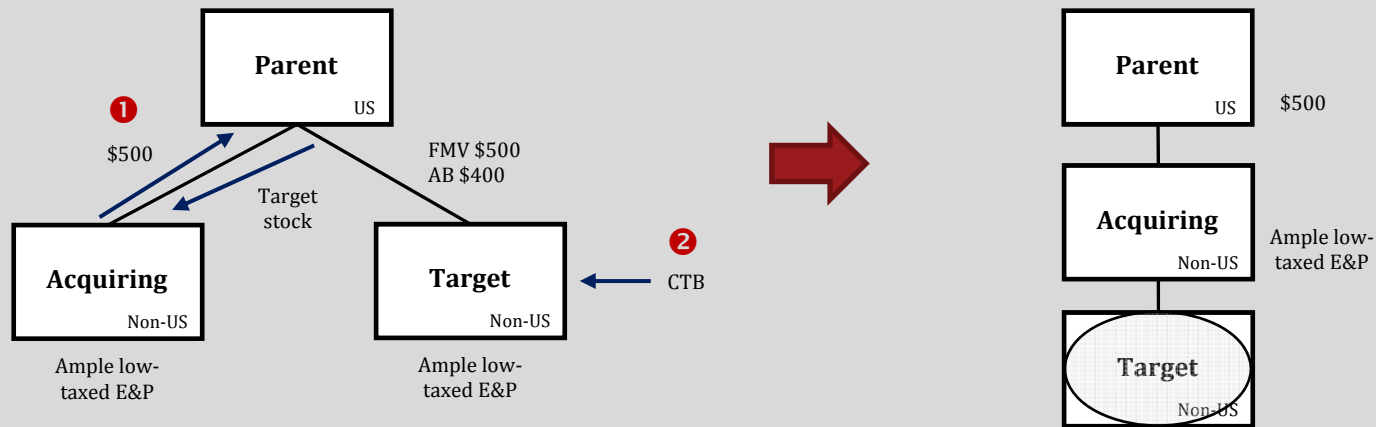 Parent
US
❶
$500
Target
stock
FMV $500
AB $400
Acquiring
Non-US
Ample low-
taxed E&P
Target
Non-US
Ample low-
taxed E&P
❷
CTB
Parent
US
$500
Acquiring
Non-US
Ample low-
taxed E&P
Target
Non-US